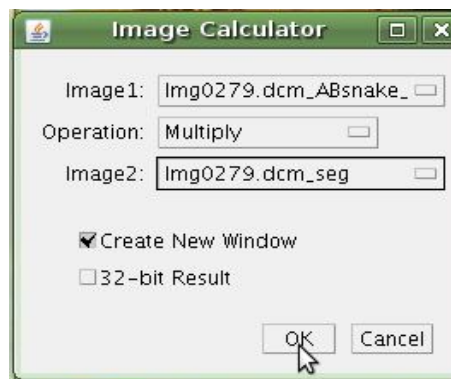 Image Calculator
Image1: Img0279.dcm_ABsnake_
Operation: Multiply
Image2: Img0279.dcm_seg
Create New Window
32-bit Result
OK Cancel